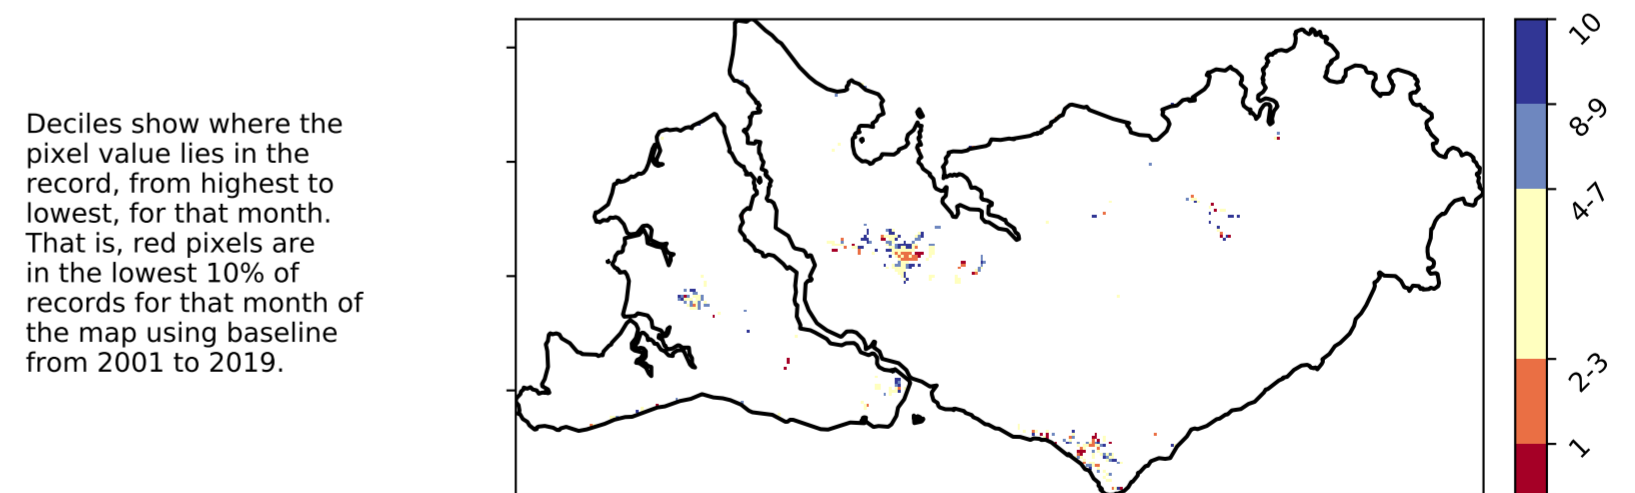 Deciles show where the
pixel value lies in the
record, from highest to
lowest, for that month.
That is, red pixels are
in the lowest 10% of
records for that month of
the map using baseline
from 2001 to 2019.
10
8-9
4-7
2-3
1